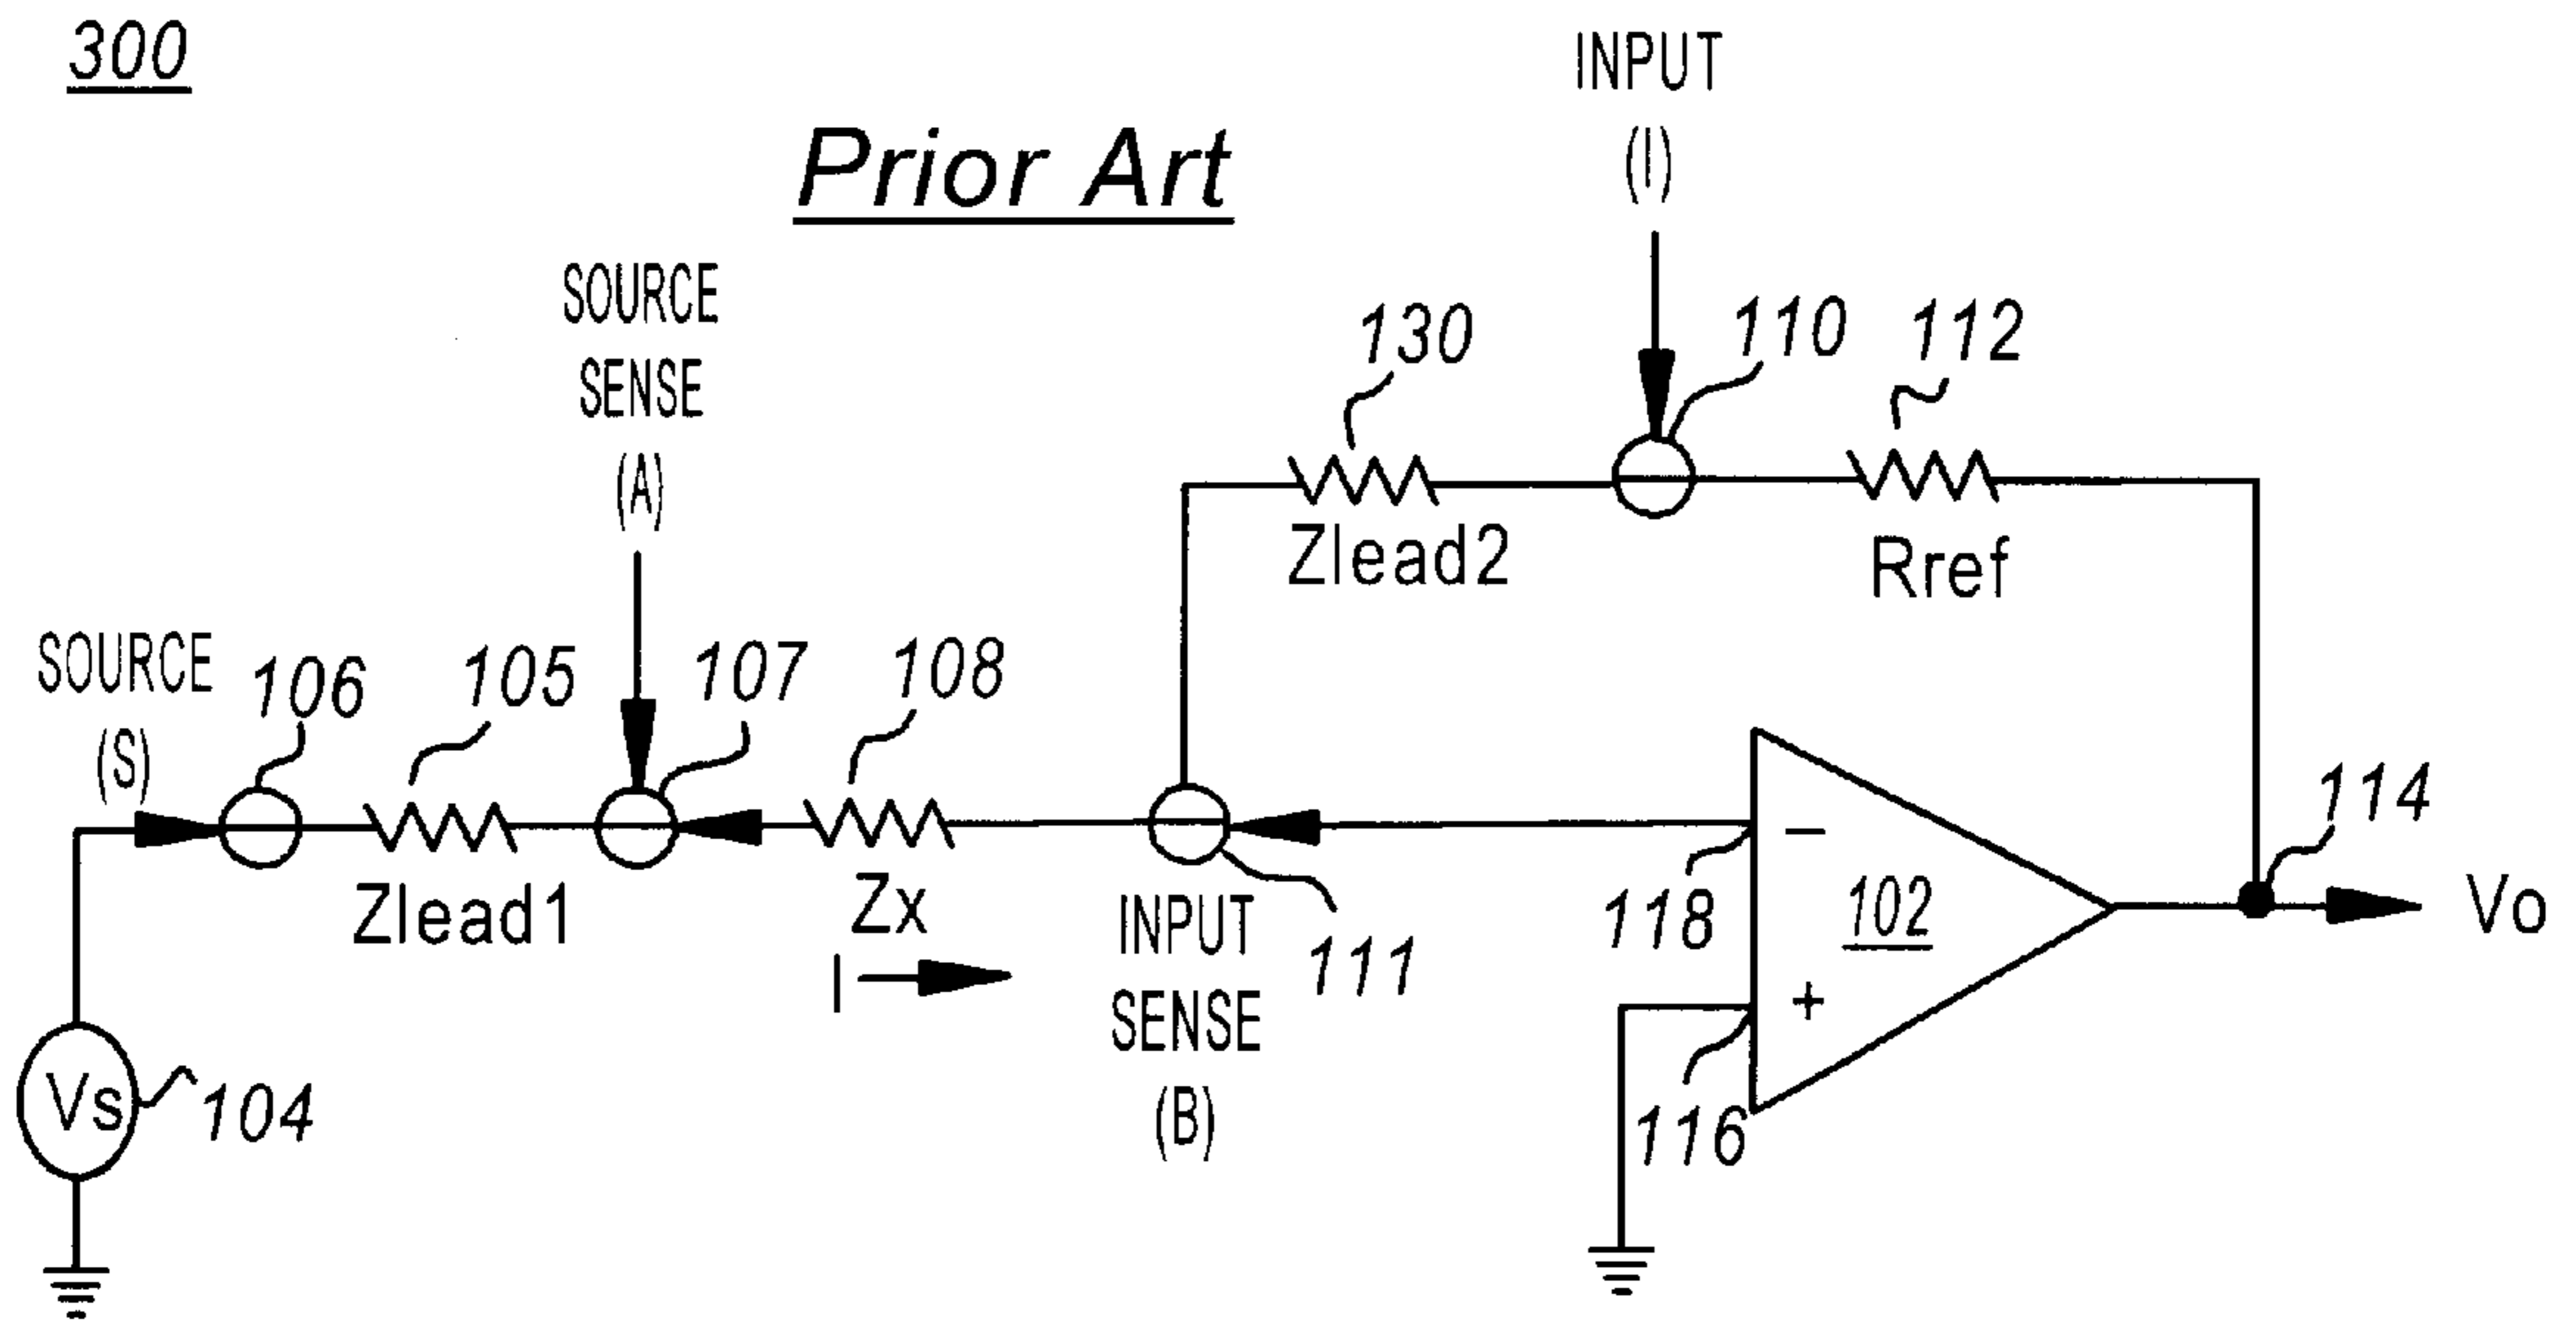 300
Prior Art
INPUT
(I)
SOURCE
SENSE
(A)
130
110
112
Zlead2
Rref
SOURCE
(S)
106
105
107
108
Zlead1
Zx
I
INPUT
SENSE
(B)
111
118
−
102
+
116
114
Vo
Vs
104